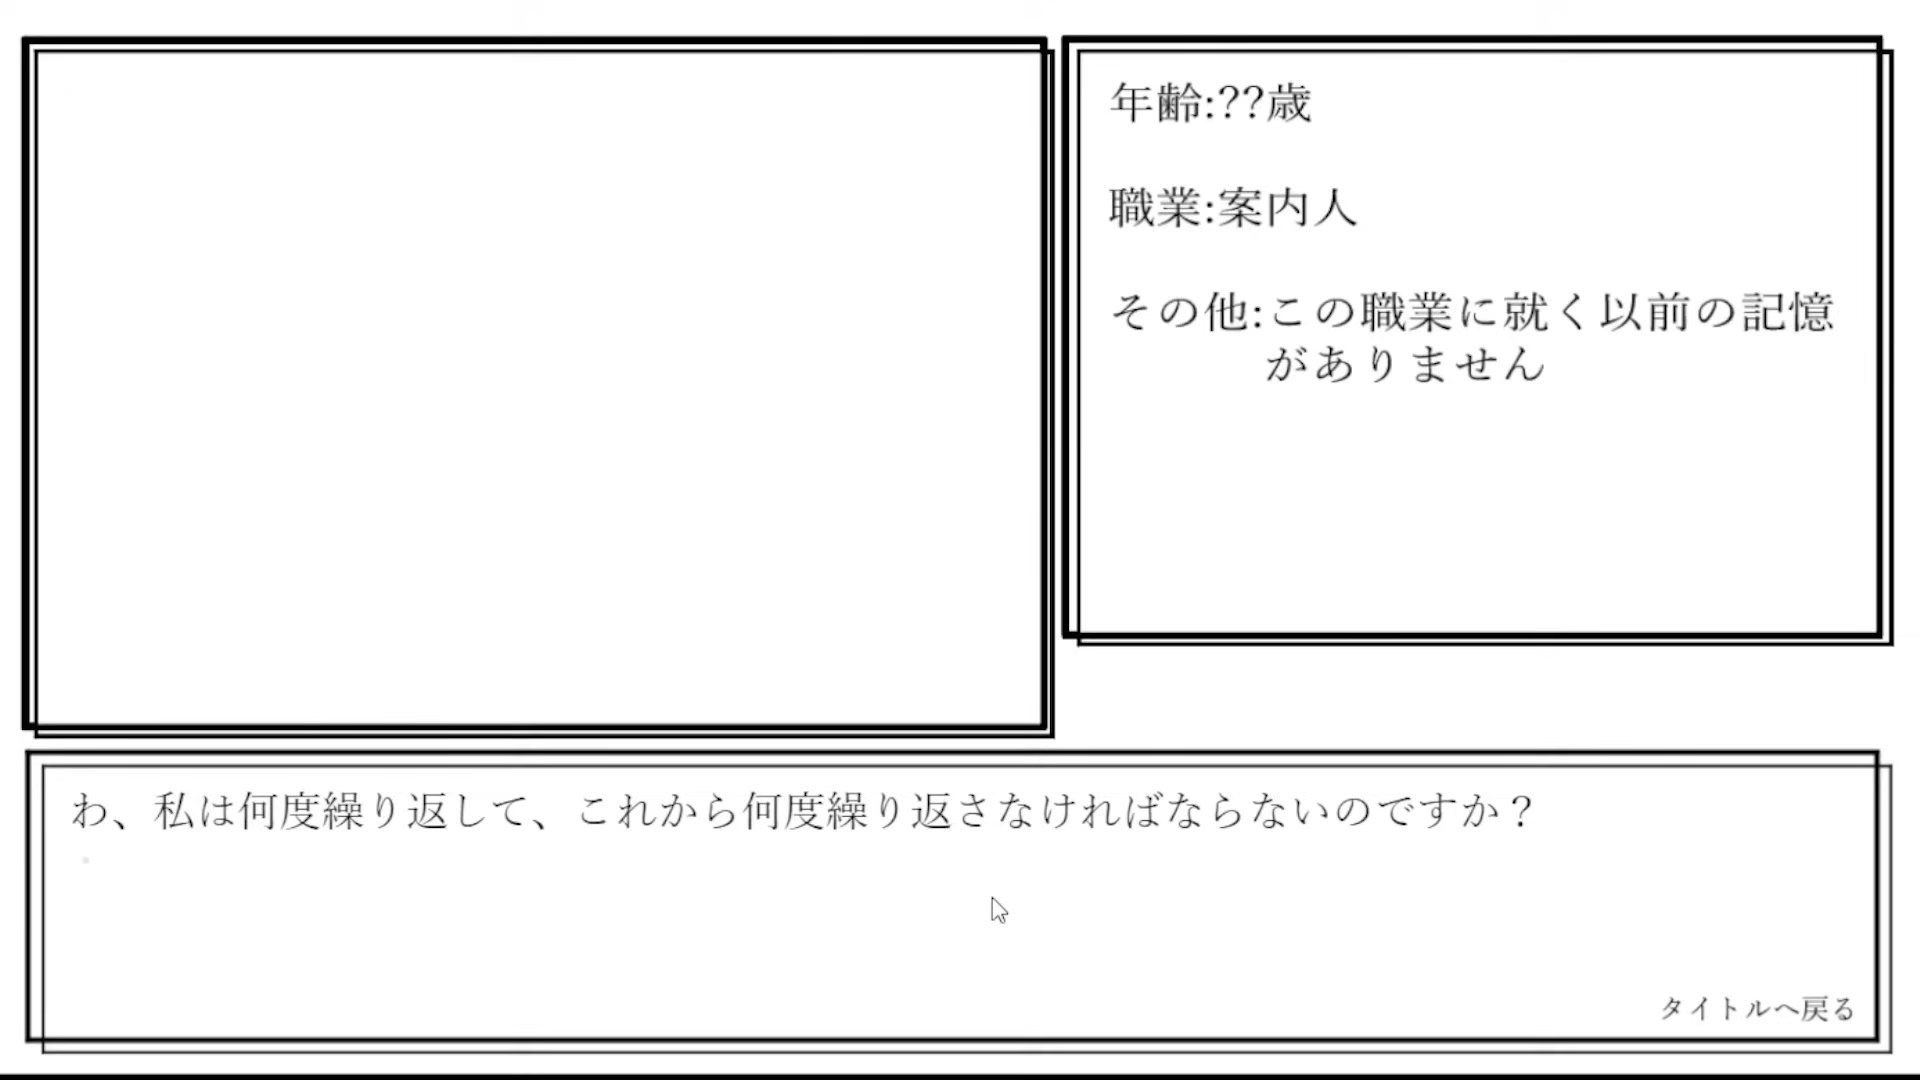 年齢:??歳
職業:案内人
その他:この職業に就く以前の記憶
がありません
わ、私は何度繰り返して、これから何度繰り返さなければならないのですか？
タイトルへ戻る